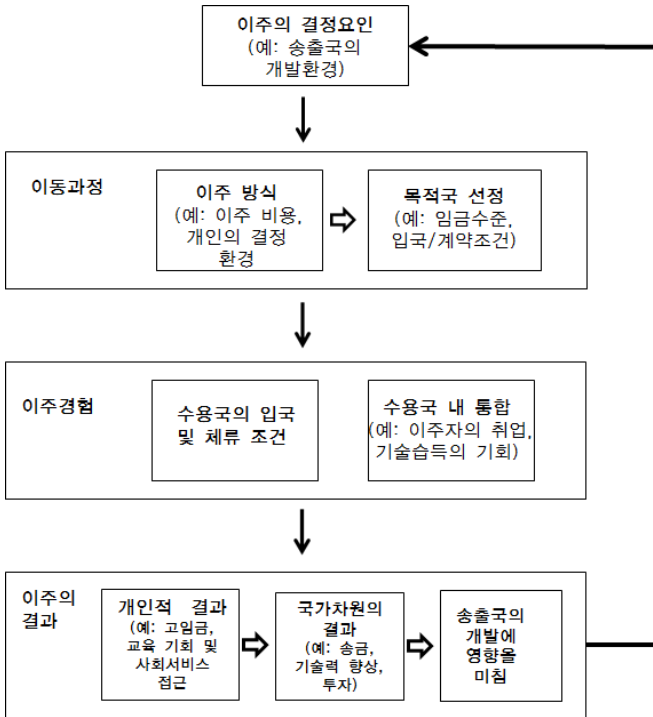 이주의 결정요인
(예: 송출국의
개발환경)
이동과정
이주 방식
(예: 이주 비용,
개인의 결정
환경
목적국 선정
(예: 임금수준,
입국/계약조건)
이주경험
수용국의 입국
및 체류 조건
수용국 내 통합
(예: 이주자의 취업,
기술습득의 기회)
이주의
결과
개인적 결과
(예: 고임금,
교육 기회 및
사회서비스
접근
국가차원의
결과
(예: 송금,
기술력 향상,
투자)
송출국의
개발에
영향올
미침